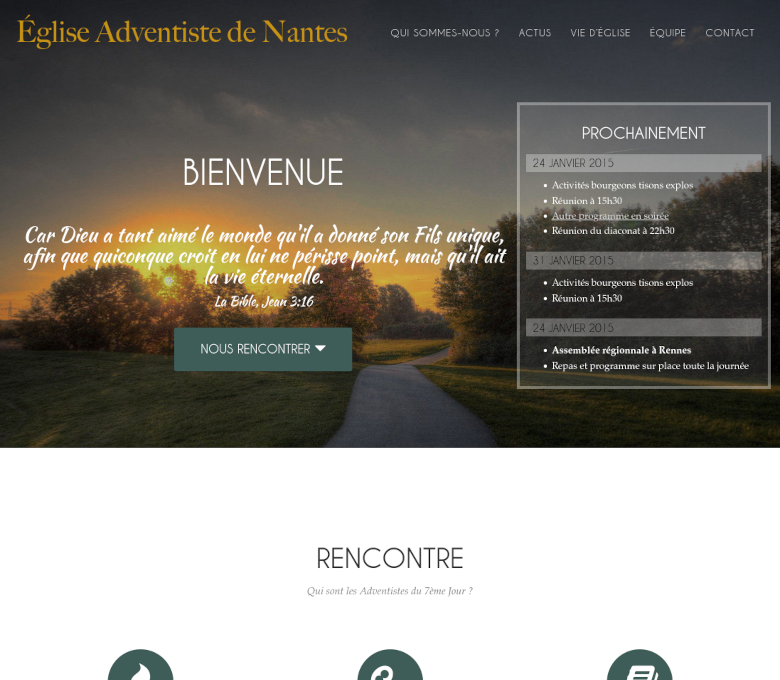 Église Adventiste de Nantes
QUI SOMMES-NOUS ? ACTUS VIE D'ÉGLISE ÉQUIPE CONTACT
BIENVENUE
Car Dieu a tant aimé le monde qu'il a donné son Fils unique,
afin que quiconque croit en lui ne périsse point, mais qu'il ait
la vie éternelle.
La Bible, Jean 3:16
NOUS RENCONTRER
PROCHAINEMENT
24 JANVIER 2015
Activités bourgeons tisons explos
Réunion à 15h30
Autre programme en soirée
Réunion du diaconat à 22h30
31 JANVIER 2015
Activités bourgeons tisons explos
Réunion à 15h30
24 JANVIER 2015
Assemblée régionale à Rennes
Repas et programme sur place toute la journée
RENCONTRE
Qui sont les Adventistes du 7ème Jour ?